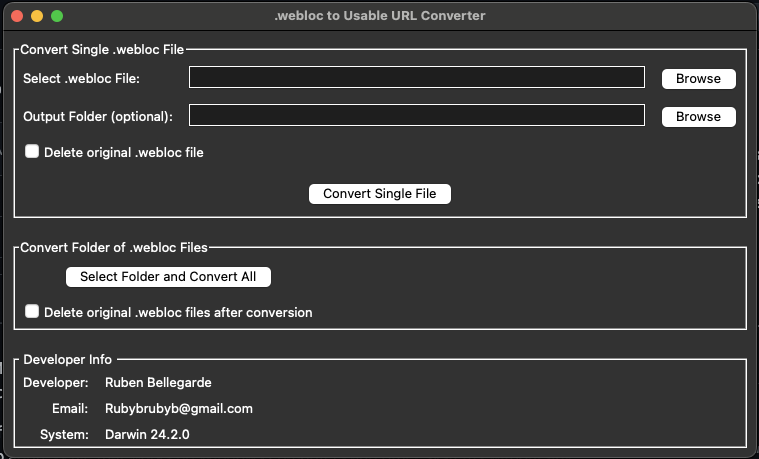 .webloc to Usable URL Converter
Convert Single .webloc File
Select .webloc File: Browse
Output Folder (optional): Browse
Delete original .webloc file
Convert Single File
Convert Folder of .webloc Files
Select Folder and Convert All
Delete original .webloc files after conversion
Developer Info
Developer: Ruben Bellegarde
Email: Rubybrubyb@gmail.com
System: Darwin 24.2.0